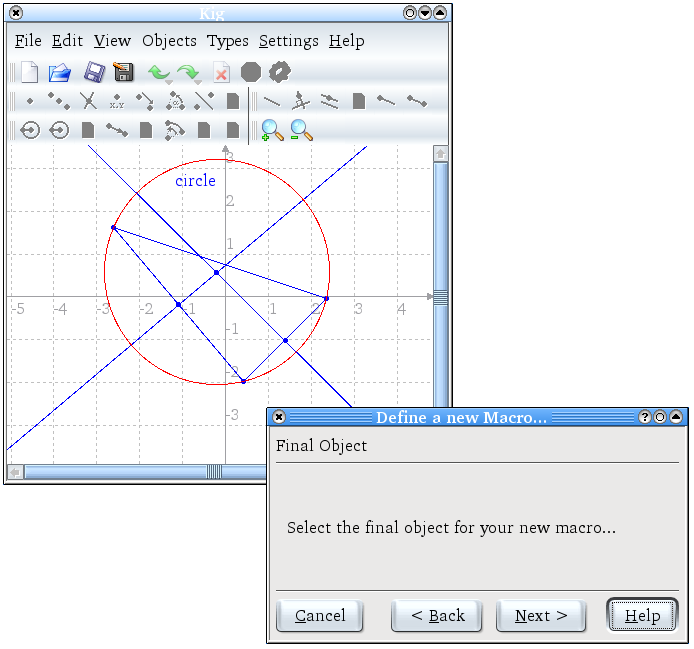 Kig
File Edit View Objects Types Settings Help
x,y
circle
3
2
1
-5 -4 -3 -2 -1 1 2 3 4
-1
-2
-3
Define a new Macro...
Final Object
Select the final object for your new macro...
Cancel < Back Next > Help